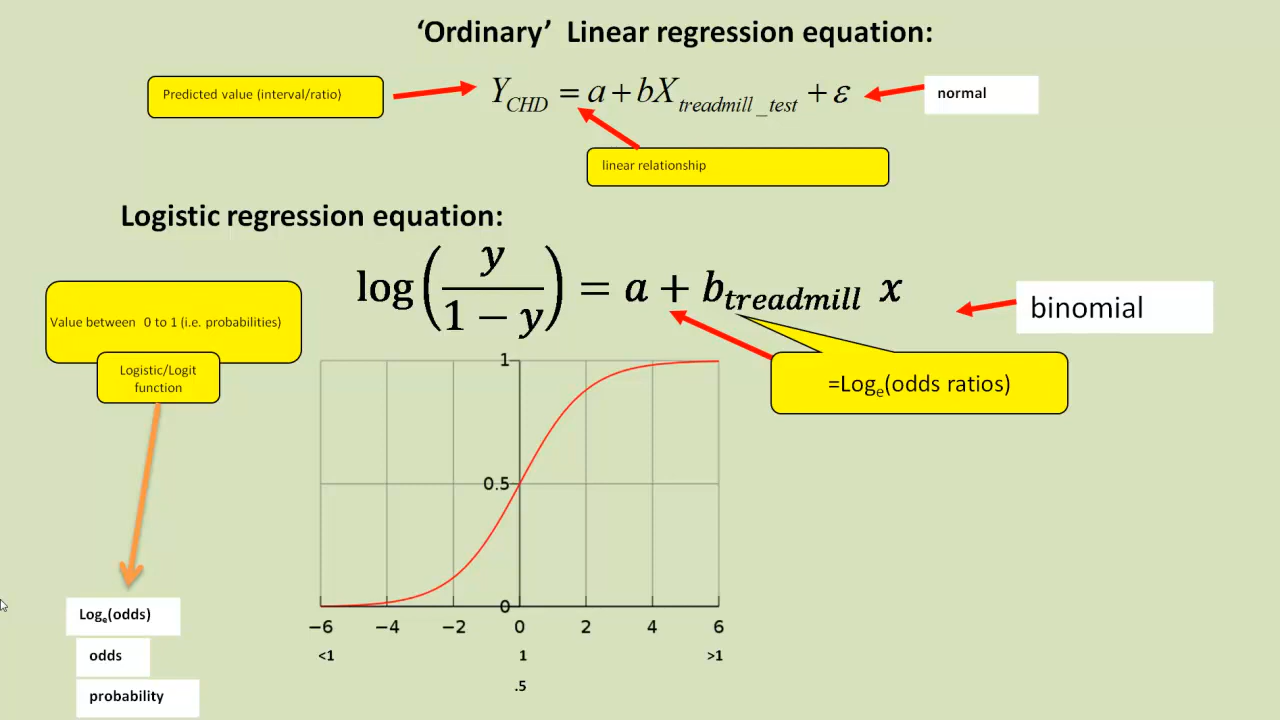 ‘Ordinary’ Linear regression equation:
Predicted value (interval/ratio)
Y_CHD = a + bX_treadmill_test + ε
normal
linear relationship
Logistic regression equation:
log(y/(1 − y)) = a + b_treadmill x
Value between 0 to 1 (i.e. probabilities)
binomial
Logistic/Logit
function
=Logₑ(odds ratios)
1
0.5
0
−6 −4 −2 0 2 4 6
Logₑ(odds)
odds <1 1 >1
probability .5